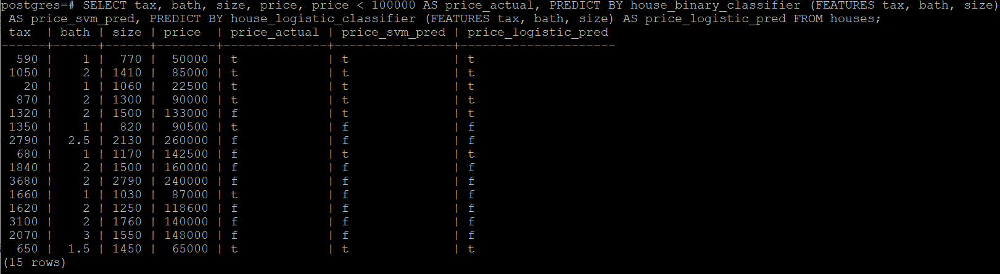 postgres=# SELECT tax, bath, size, price, price < 100000 AS price_actual, PREDICT BY house_binary_classifier (FEATURES tax, bath, size)
 AS price_svm_pred, PREDICT BY house_logistic_classifier (FEATURES tax, bath, size) AS price_logistic_pred FROM houses;
 tax  | bath | size | price  | price_actual | price_svm_pred | price_logistic_pred
------+------+------+--------+--------------+----------------+---------------------
  590 |    1 |  770 |  50000 | t            | t              | t
 1050 |    2 | 1410 |  85000 | t            | t              | t
   20 |    1 | 1060 |  22500 | t            | t              | t
  870 |    2 | 1300 |  90000 | t            | t              | t
 1320 |    2 | 1500 | 133000 | f            | t              | t
 1350 |    1 |  820 |  90500 | t            | f              | f
 2790 |  2.5 | 2130 | 260000 | f            | f              | f
  680 |    1 | 1170 | 142500 | f            | t              | t
 1840 |    2 | 1500 | 160000 | f            | f              | f
 3680 |    2 | 2790 | 240000 | f            | f              | f
 1660 |    1 | 1030 |  87000 | t            | f              | f
 1620 |    2 | 1250 | 118600 | f            | f              | f
 3100 |    2 | 1760 | 140000 | f            | f              | f
 2070 |    3 | 1550 | 148000 | f            | f              | f
  650 |  1.5 | 1450 |  65000 | t            | t              | t
(15 rows)